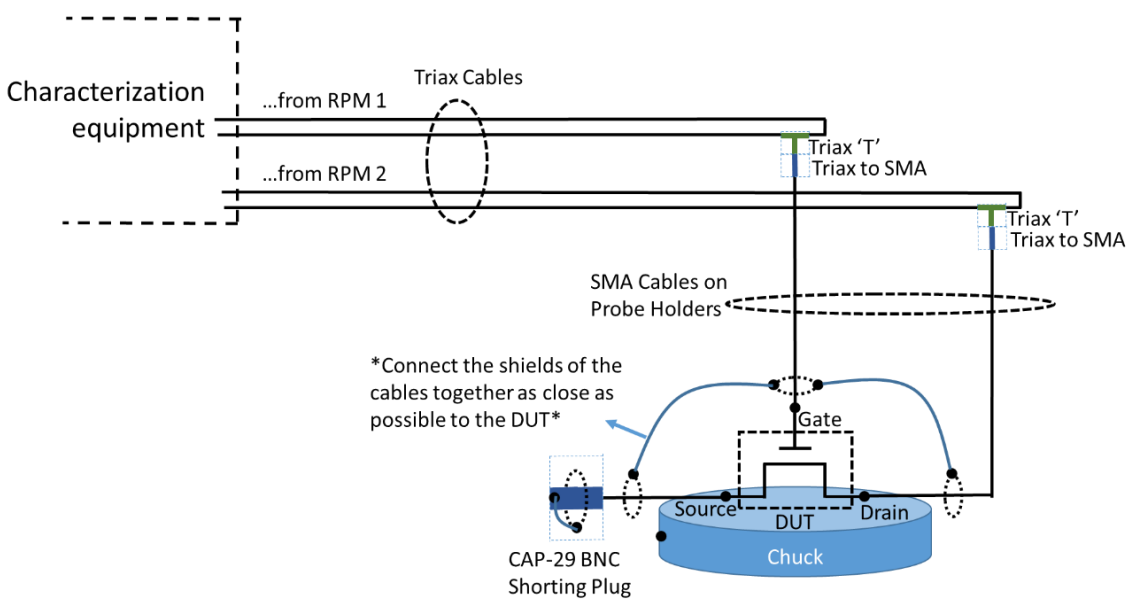 Characterization
equipment
...from RPM 1
Triax Cables
Triax ‘T’
Triax to SMA
...from RPM 2
Triax ‘T’
Triax to SMA
SMA Cables on
Probe Holders
*Connect the shields of the
cables together as close as
possible to the DUT*
Gate
Source
DUT
Drain
Chuck
CAP-29 BNC
Shorting Plug